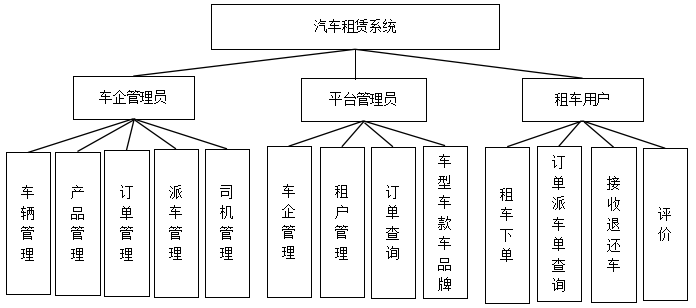 汽车租赁系统
车企管理员
平台管理员
租车用户
车辆管理
产品管理
订单管理
派车管理
司机管理
车企管理
租户管理
订单查询
车型车款车品牌
租车下单
订单派车单查询
接收退还车
评价